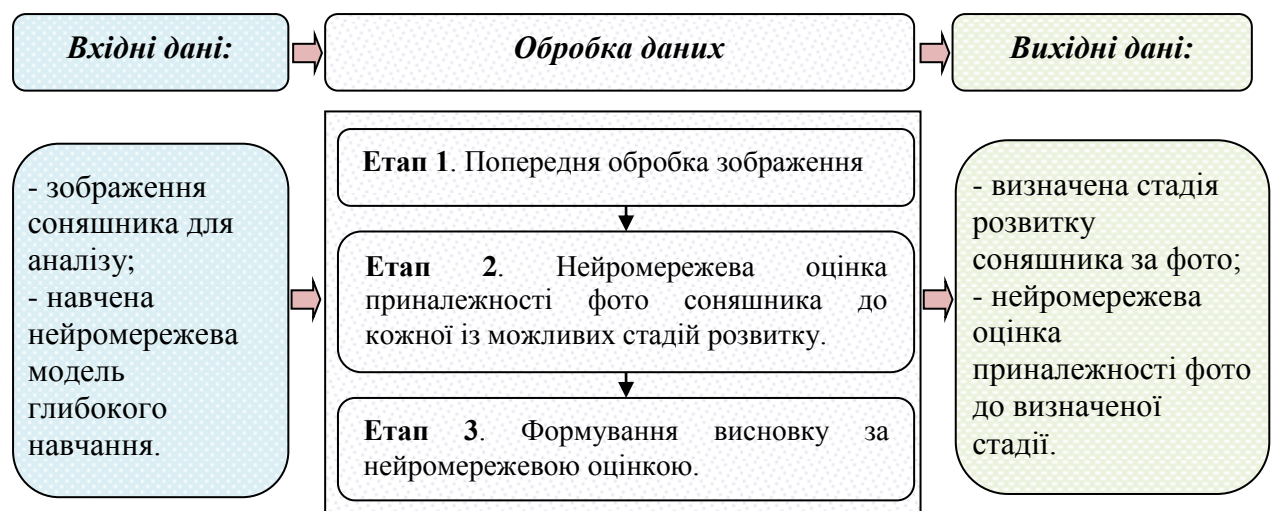 Вхідні дані:
Обробка даних
Вихідні дані:
- зображення
соняшника для
аналізу;
- навчена
нейромережева
модель
глибокого
навчання.
Етап 1. Попередня обробка зображення
Етап 2. Нейромережева оцінка
приналежності фото соняшника до
кожної із можливих стадій розвитку.
Етап 3. Формування висновку за
нейромережевою оцінкою.
- визначена стадія
розвитку
соняшника за фото;
- нейромережева
оцінка
приналежності фото
до визначеної
стадії.